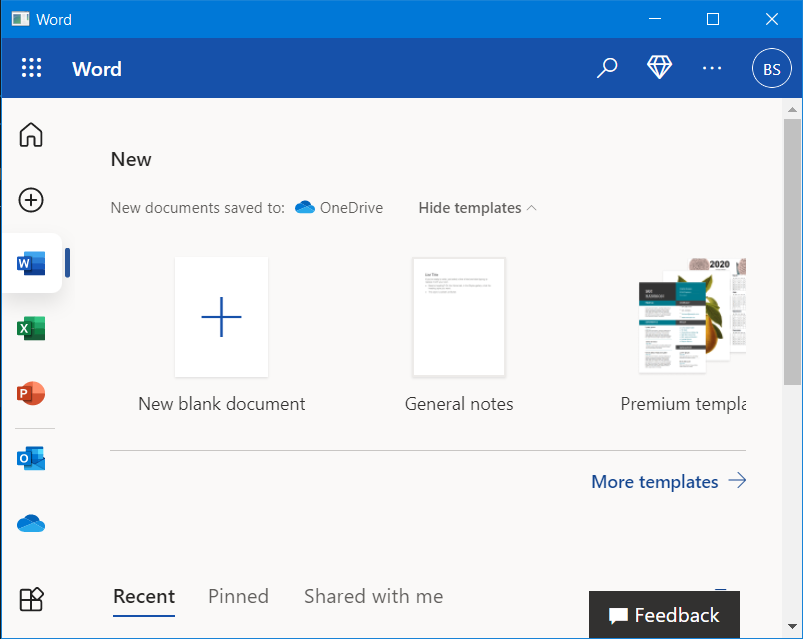 Word
Word
BS
New
New documents saved to: OneDrive Hide templates
2020
New blank document
General notes
Premium templa
More templates
Recent Pinned Shared with me
Feedback